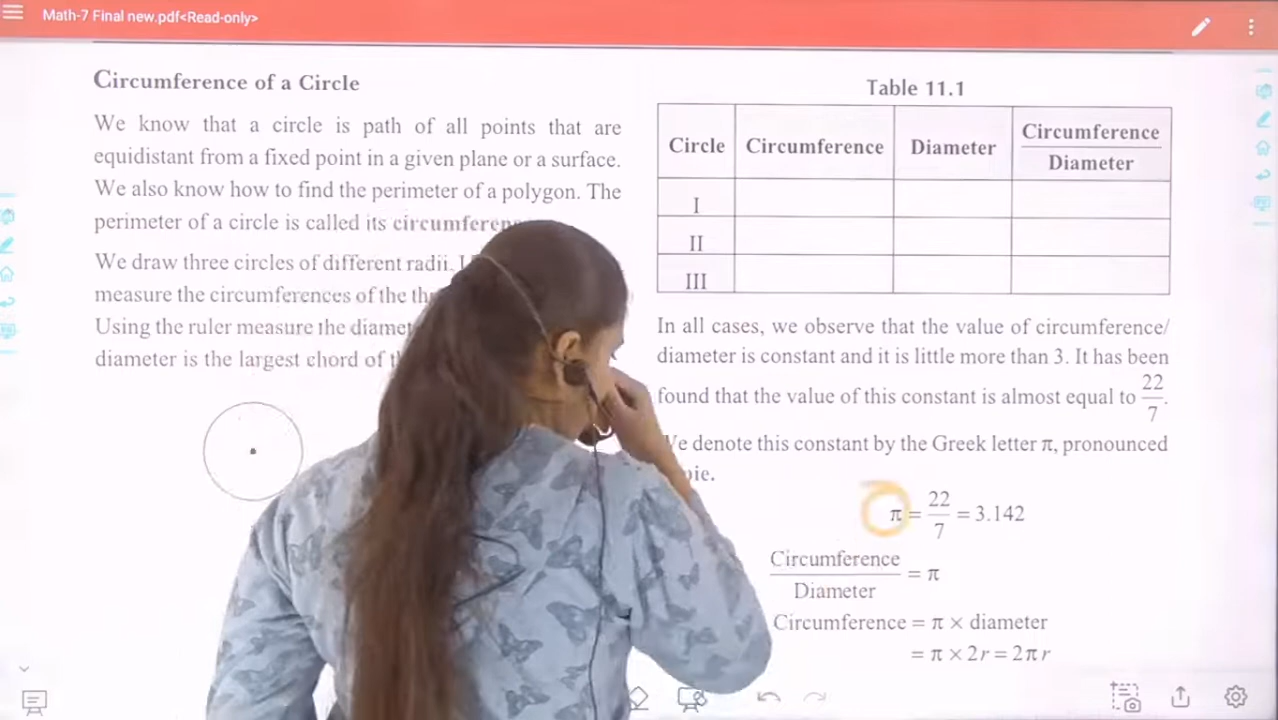 Math-7 Final new.pdf<Read-only>
Circumference of a Circle
We know that a circle is path of all points that are
equidistant from a fixed point in a given plane or a surface.
We also know how to find the perimeter of a polygon. The
perimeter of a circle is called its
We draw three circles of different radii.
measure the circumferences of the
Using the ruler measure the
diameter is the largest chord of
Table 11.1
Circle Circumference Diameter Circumference/Diameter
I
II
III
In all cases, we observe that the value of circumference/
diameter is constant and it is little more than 3. It has been
found that the value of this constant is almost equal to 22/7.
denote this constant by the Greek letter π, pronounced
π = 22/7 = 3.142
Circumference/Diameter = π
Circumference = π × diameter
= π × 2r = 2πr